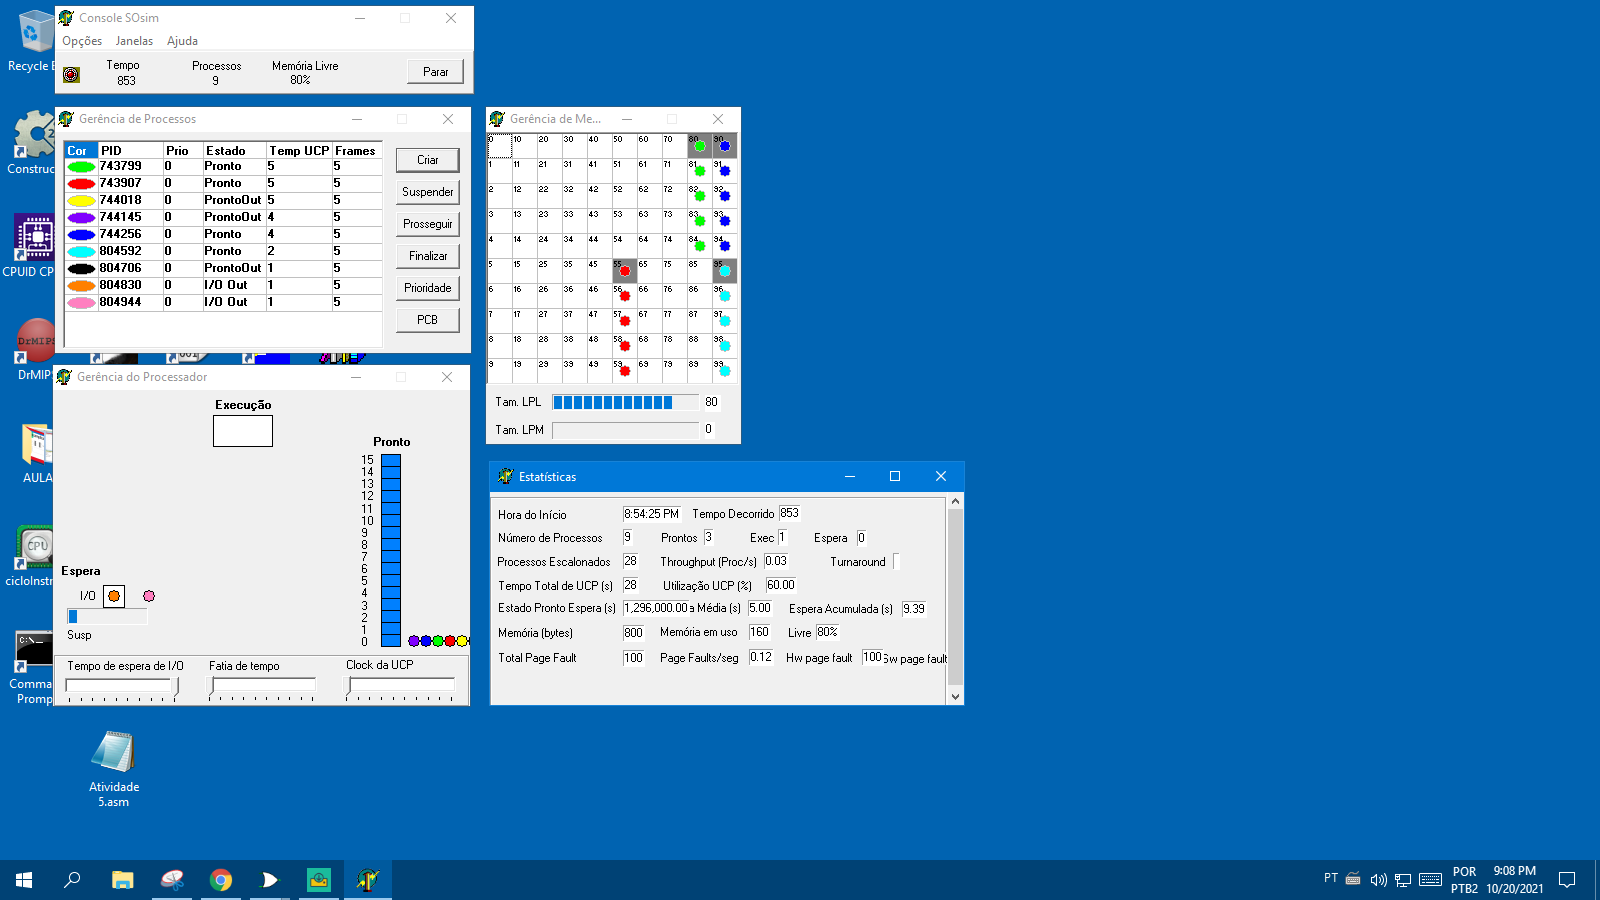 Recycle B
Construc
CPUID CP
DrMIPS
AULA
cicloInstr
Comma
Promp
Atividade
5.asm
Console SOsim
Opções Janelas Ajuda
Tempo Processos Memória Livre
853 9 80%
Parar
Gerência de Processos
Cor PID Prio Estado Temp UCP Frames
743799 0 Pronto 5 5
743907 0 Pronto 5 5
744018 0 ProntoOut 5 5
744145 0 ProntoOut 4 5
744256 0 Pronto 4 5
804592 0 Pronto 2 5
804706 0 ProntoOut 1 5
804830 0 I/O Out 1 5
804944 0 I/O Out 1 5
Criar
Suspender
Prosseguir
Finalizar
Prioridade
PCB
Gerência do Processador
Execução
Pronto
15
14
13
12
11
10
9
8
7
6
5
4
3
2
1
0
Espera
I/O
Susp
Tempo de espera de I/O Fatia de tempo Clock da UCP
Gerência de Me...
0 10 20 30 40 50 60 70 80 90
1 11 21 31 41 51 61 71 81 91
2 12 22 32 42 52 62 72 82 92
3 13 23 33 43 53 63 73 83 93
4 14 24 34 44 54 64 74 84 94
5 15 25 35 45 55 65 75 85 95
6 16 26 36 46 56 66 76 86 96
7 17 27 37 47 57 67 77 87 97
8 18 28 38 48 58 68 78 88 98
9 19 29 39 49 59 69 79 89 99
Tam. LPL 80
Tam. LPM 0
Estatísticas
Hora do Início 8:54:25 PM Tempo Decorrido 853
Número de Processos 9 Prontos 3 Exec 1 Espera 0
Processos Escalonados 28 Throughput (Proc/s) 0.03 Turnaround
Tempo Total de UCP (s) 28 Utilização UCP (%) 60.00
Estado Pronto Espera (s) 1,296,000.00 a Média (s) 5.00 Espera Acumulada (s) 9.39
Memória (bytes) 800 Memória em uso 160 Livre 80%
Total Page Fault 100 Page Faults/seg 0.12 Hw page fault 100 Sw page fault
PT
POR
PTB2
9:08 PM
10/20/2021